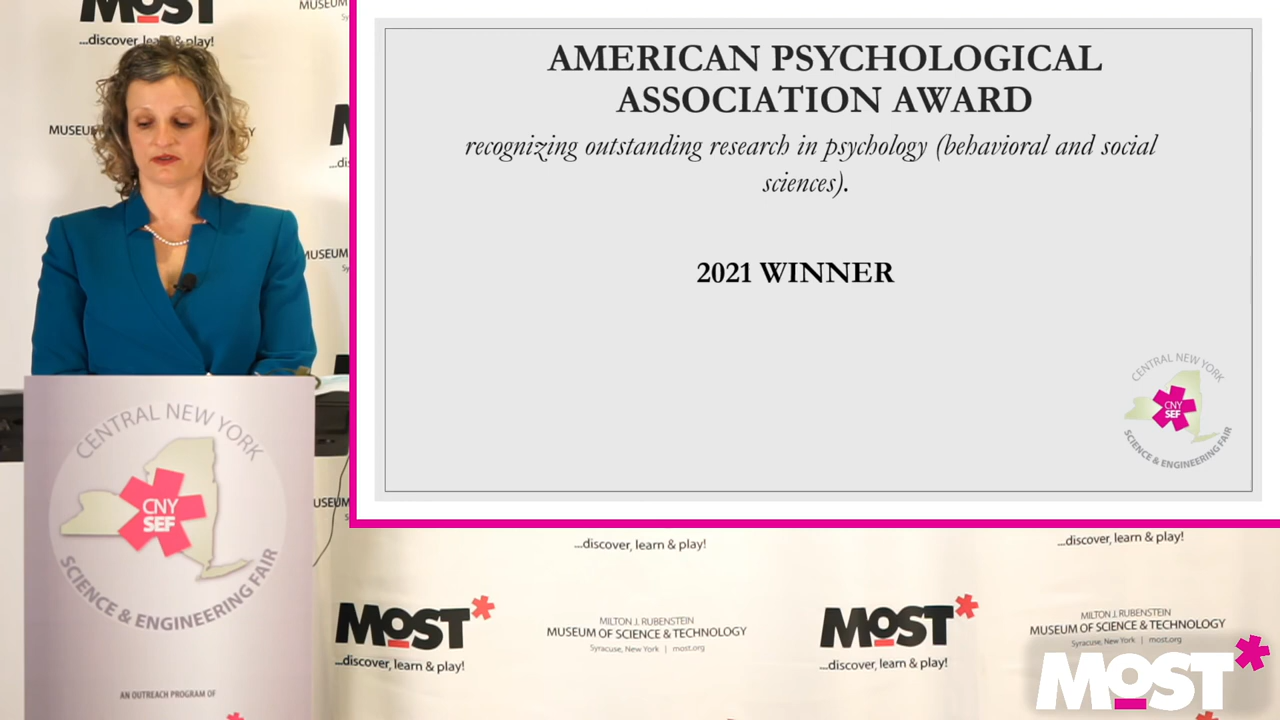 MOST
...discover, learn & play!
MUSEUM
AMERICAN PSYCHOLOGICAL
ASSOCIATION AWARD
recognizing outstanding research in psychology (behavioral and social
sciences).
2021 WINNER
CENTRAL NEW YORK
CNY
SEF
SCIENCE & ENGINEERING FAIR
CENTRAL NEW YORK
CNY
SEF
SCIENCE & ENGINEERING FAIR
AN OUTREACH PROGRAM OF
...discover, learn & play!
...discover, learn & play!
MOST
...discover, learn & play!
MILTON J. RUBENSTEIN
MUSEUM OF SCIENCE & TECHNOLOGY
Syracuse, New York | most.org
MOST
...discover, learn & play!
MILTON J. RUBENSTEIN
MUSEUM OF SCIENCE & TECHNOLOGY
Syracuse, New York | most.org
MOST